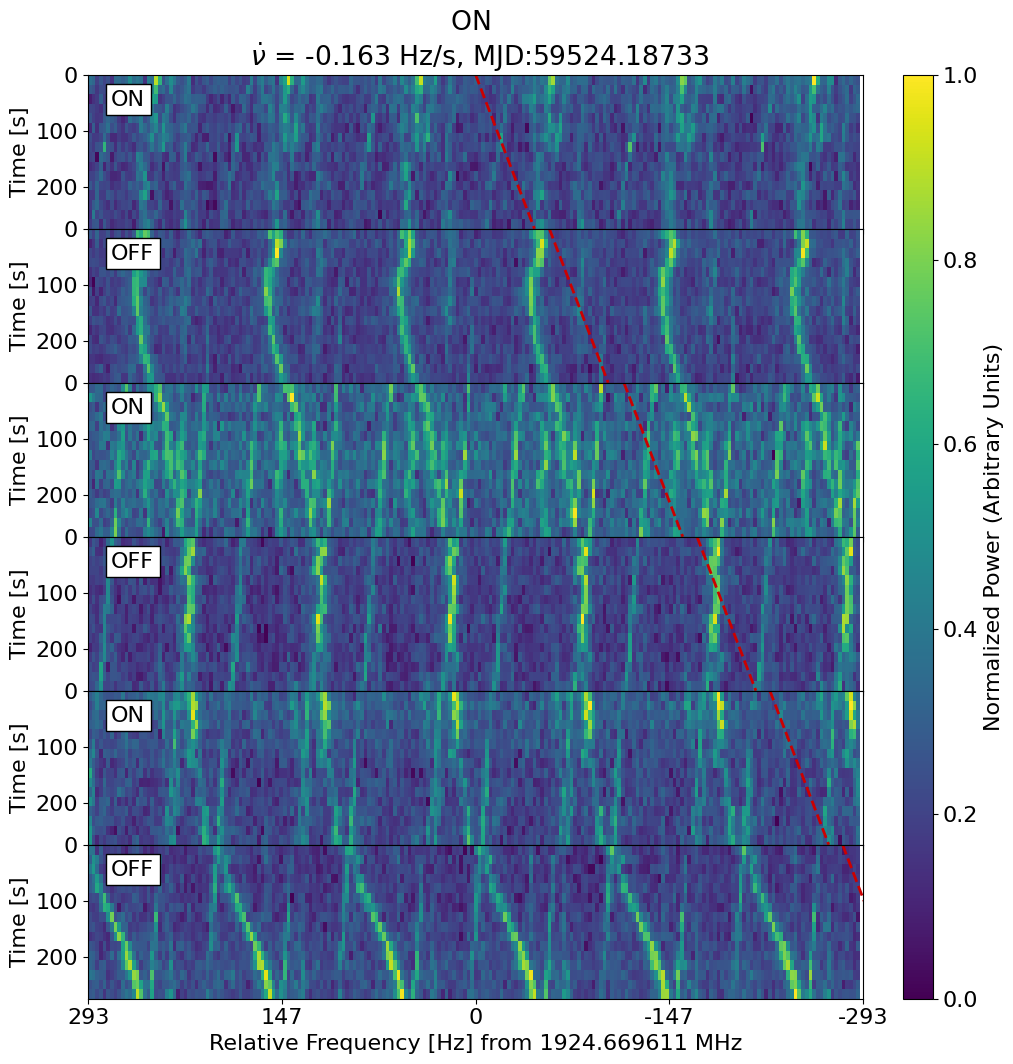 ON
ν̇ = -0.163 Hz/s, MJD:59524.18733
ON
OFF
ON
OFF
ON
OFF
Time [s]
0
100
200
Time [s]
0
100
200
Time [s]
0
100
200
Time [s]
0
100
200
Time [s]
0
100
200
Time [s]
0
100
200
293
147
0
-147
-293
Relative Frequency [Hz] from 1924.669611 MHz
1.0
0.8
0.6
0.4
0.2
0.0
Normalized Power (Arbitrary Units)